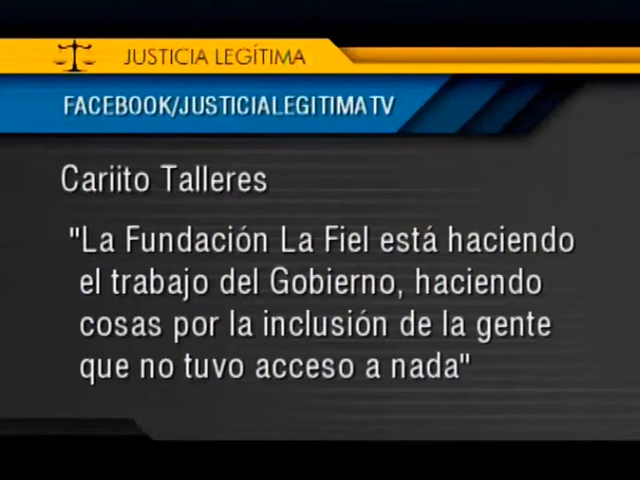 JUSTICIA LEGÍTIMA
FACEBOOK/JUSTICIALEGITIMATV
Cariito Talleres
"La Fundación La Fiel está haciendo
el trabajo del Gobierno, haciendo
cosas por la inclusión de la gente
que no tuvo acceso a nada"